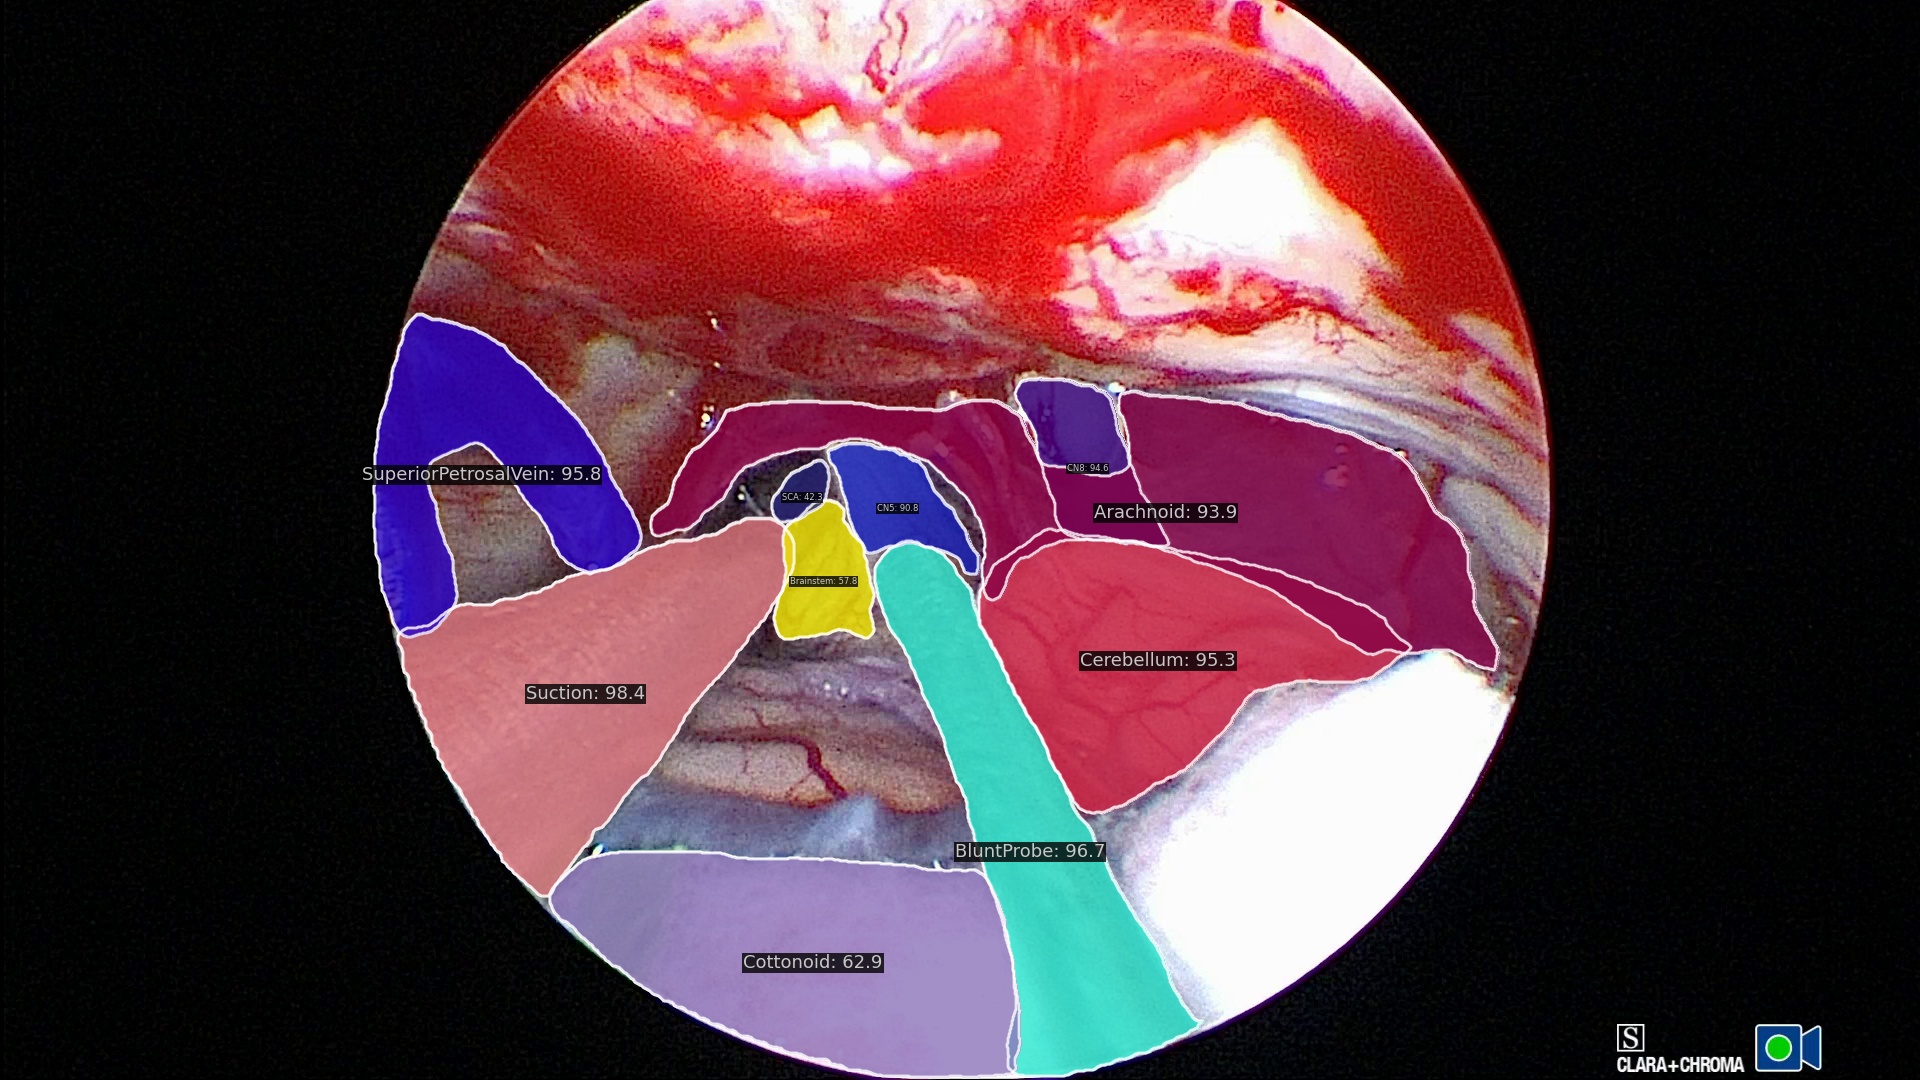 CN8: 94.6
SuperiorPetrosalVein: 95.8
SCA: 42.3
CN5: 90.8
Arachnoid: 93.9
Brainstem: 57.8
Cerebellum: 95.3
Suction: 98.4
BluntProbe: 96.7
Cottonoid: 62.9
S
CLARA+CHROMA